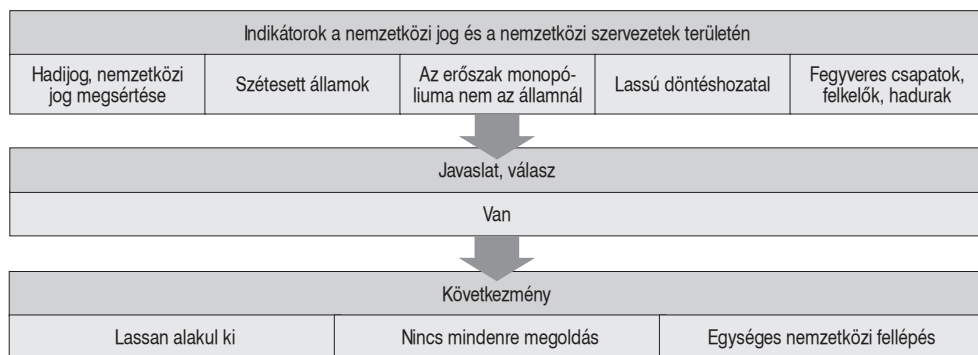 Indikátorok a nemzetközi jog és a nemzetközi szervezetek területén
Hadijog, nemzetközi
jog megsértése
Szétesett államok
Az erőszak monopó-
liuma nem az államnál
Lassú döntéshozatal
Fegyveres csapatok,
felkelők, hadurak
Javaslat, válasz
Van
Következmény
Lassan alakul ki
Nincs mindenre megoldás
Egységes nemzetközi fellépés